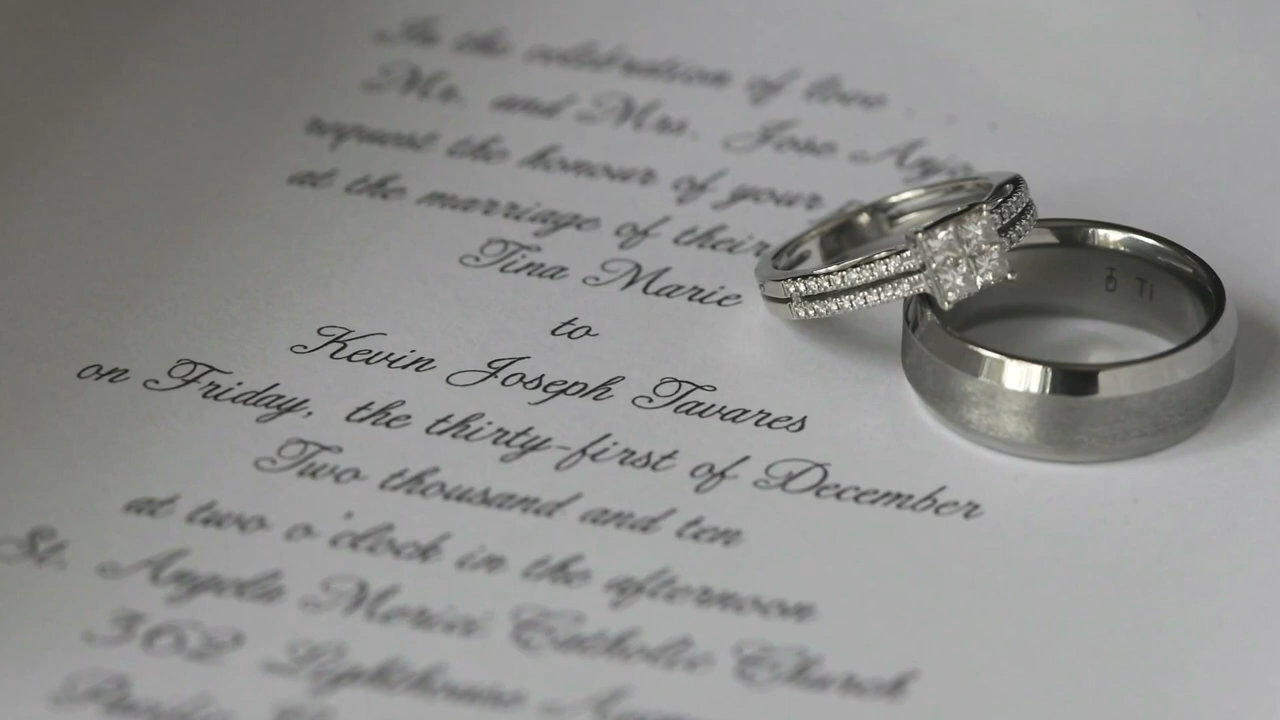 In the celebration of love . . .
Mr. and Mrs. Jose
request the honour of your
at the marriage of their
Tina Marie
to
Kevin Joseph Tavares
on Friday, the thirty-first of December
Two thousand and ten
at two o'clock in the afternoon
St. Angela Merici Catholic Church
362 Lighthouse
TI